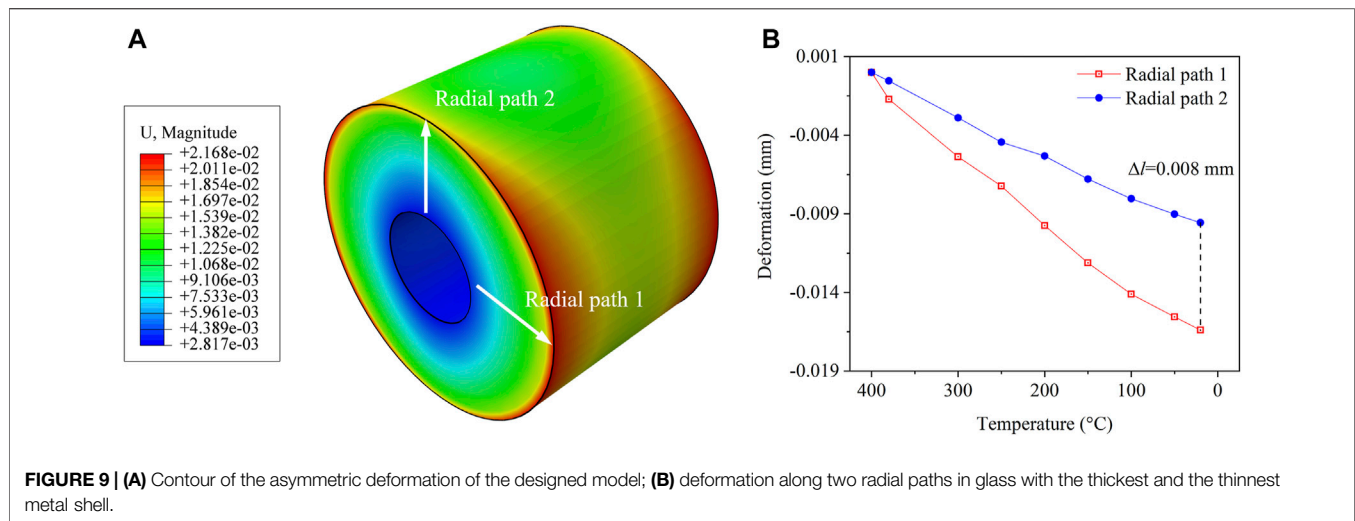 A
U, Magnitude
+2.168e-02
+2.011e-02
+1.854e-02
+1.697e-02
+1.539e-02
+1.382e-02
+1.225e-02
+1.068e-02
+9.106e-03
+7.533e-03
+5.961e-03
+4.389e-03
+2.817e-03
Radial path 2
Radial path 1
B
0.001
-0.004
-0.009
-0.014
-0.019
Deformation (mm)
Radial path 1
Radial path 2
Δl=0.008 mm
400
300
200
100
0
Temperature (°C)
FIGURE 9 | (A) Contour of the asymmetric deformation of the designed model; (B) deformation along two radial paths in glass with the thickest and the thinnest
metal shell.